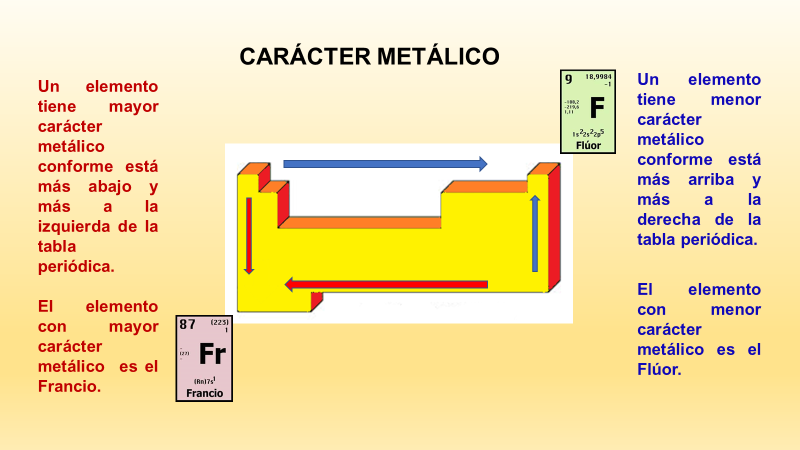 CARÁCTER METÁLICO
Un elemento
tiene mayor
carácter
metálico
conforme está
más abajo y
más a la
izquierda de la
tabla
periódica.
El elemento
con mayor
carácter
metálico es el
Francio.
87 (223)
1
(27)
Fr
(Rn)7s1
Francio
9 18,9984
-1
-188,2
-219,6
1,11
F
1s22s22p5
Flúor
Un elemento
tiene menor
carácter
metálico
conforme está
más arriba y
más a la
derecha de la
tabla periódica.
El elemento
con menor
carácter
metálico es el
Flúor.